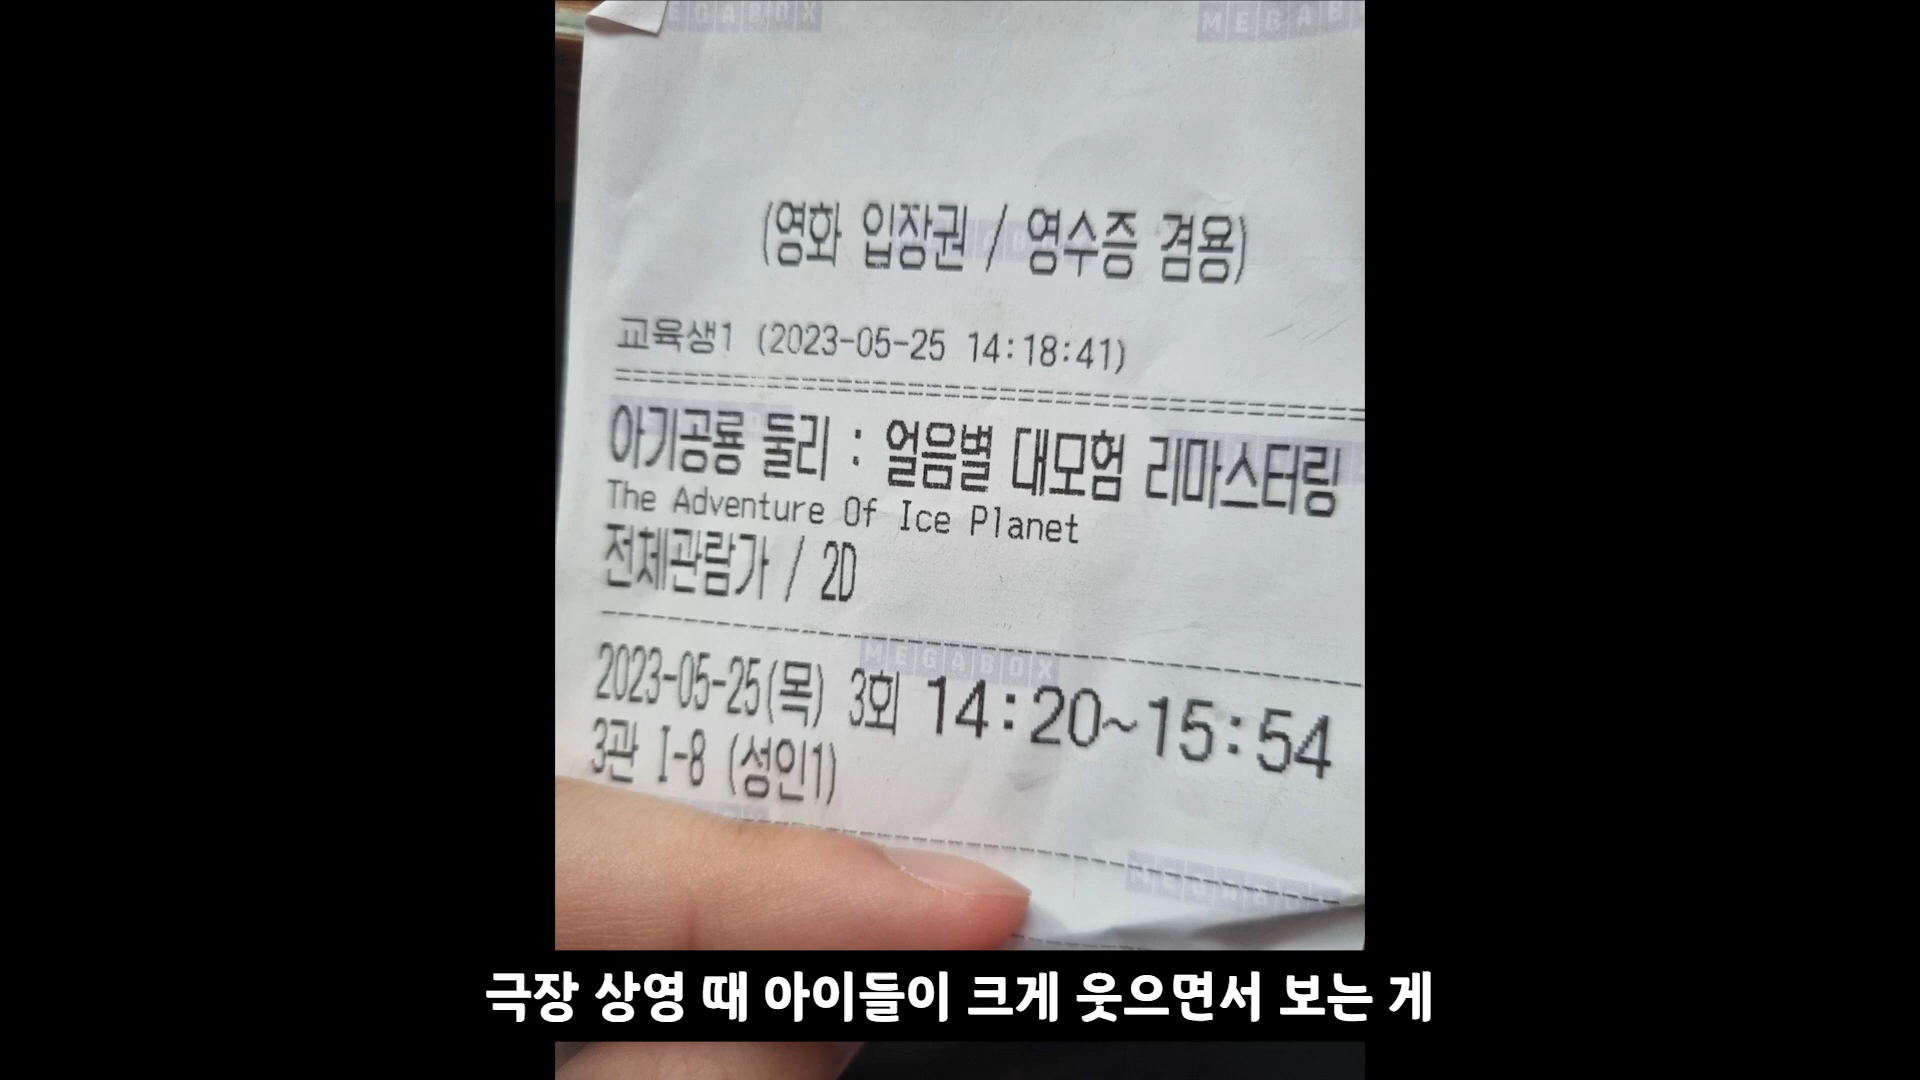 MEGABOX
(영화 입장권 / 영수증 겸용)
교육생1 (2023-05-25 14:18:41)
아기공룡 둘리 : 얼음별 대모험 리마스터링
The Adventure Of Ice Planet
전체관람가 / 2D
MEGABOX
2023-05-25(목) 3회 14:20~15:54
3관 I-8 (성인1)
MEGABOX
극장 상영 때 아이들이 크게 웃으면서 보는 게